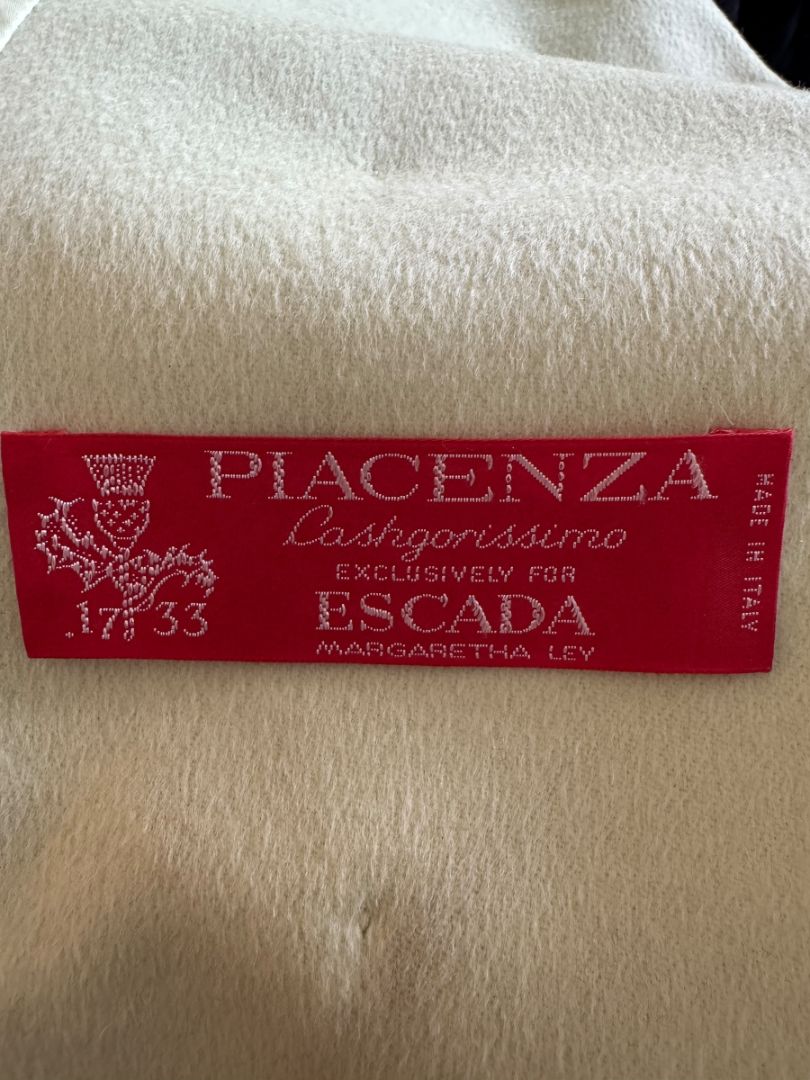 PIACENZA
Cashgorissimo
EXCLUSIVELY FOR
ESCADA
MARGARETHA LEY
.1733
MADE IN ITALY